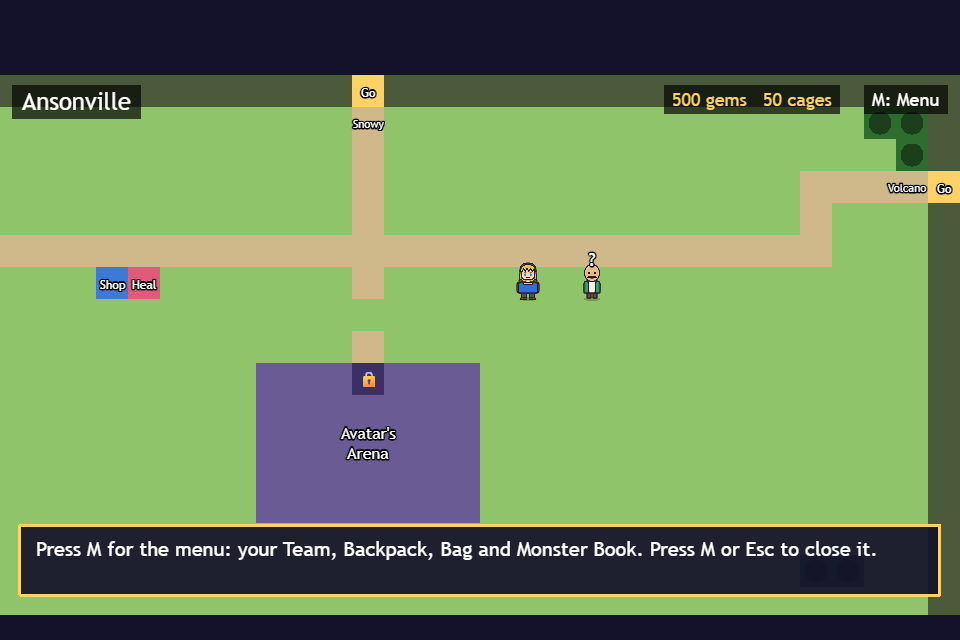 Ansonville
Go
500 gems 50 cages
M: Menu
Snowy
Volcano
Go
?
Shop
Heal
Avatar's
Arena
Press M for the menu: your Team, Backpack, Bag and Monster Book. Press M or Esc to close it.